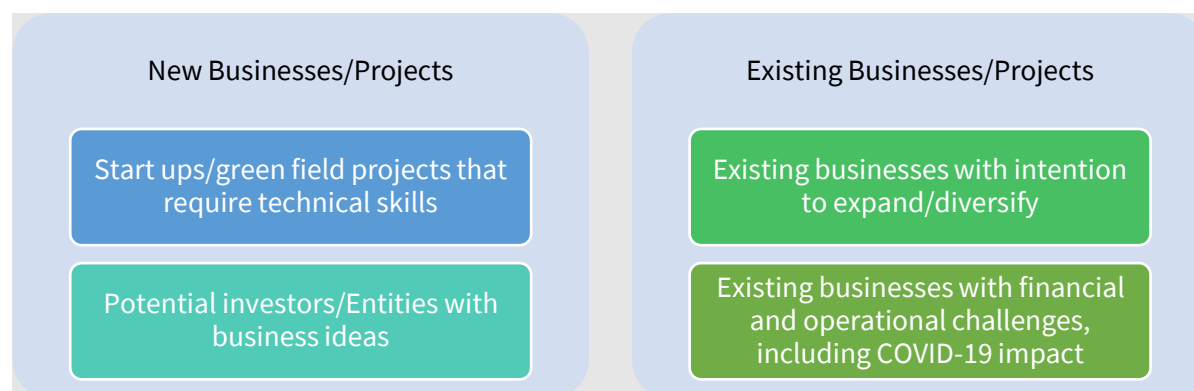 New Businesses/Projects
Start ups/green field projects that
require technical skills
Potential investors/Entities with
business ideas
Existing Businesses/Projects
Existing businesses with intention
to expand/diversify
Existing businesses with financial
and operational challenges,
including COVID-19 impact